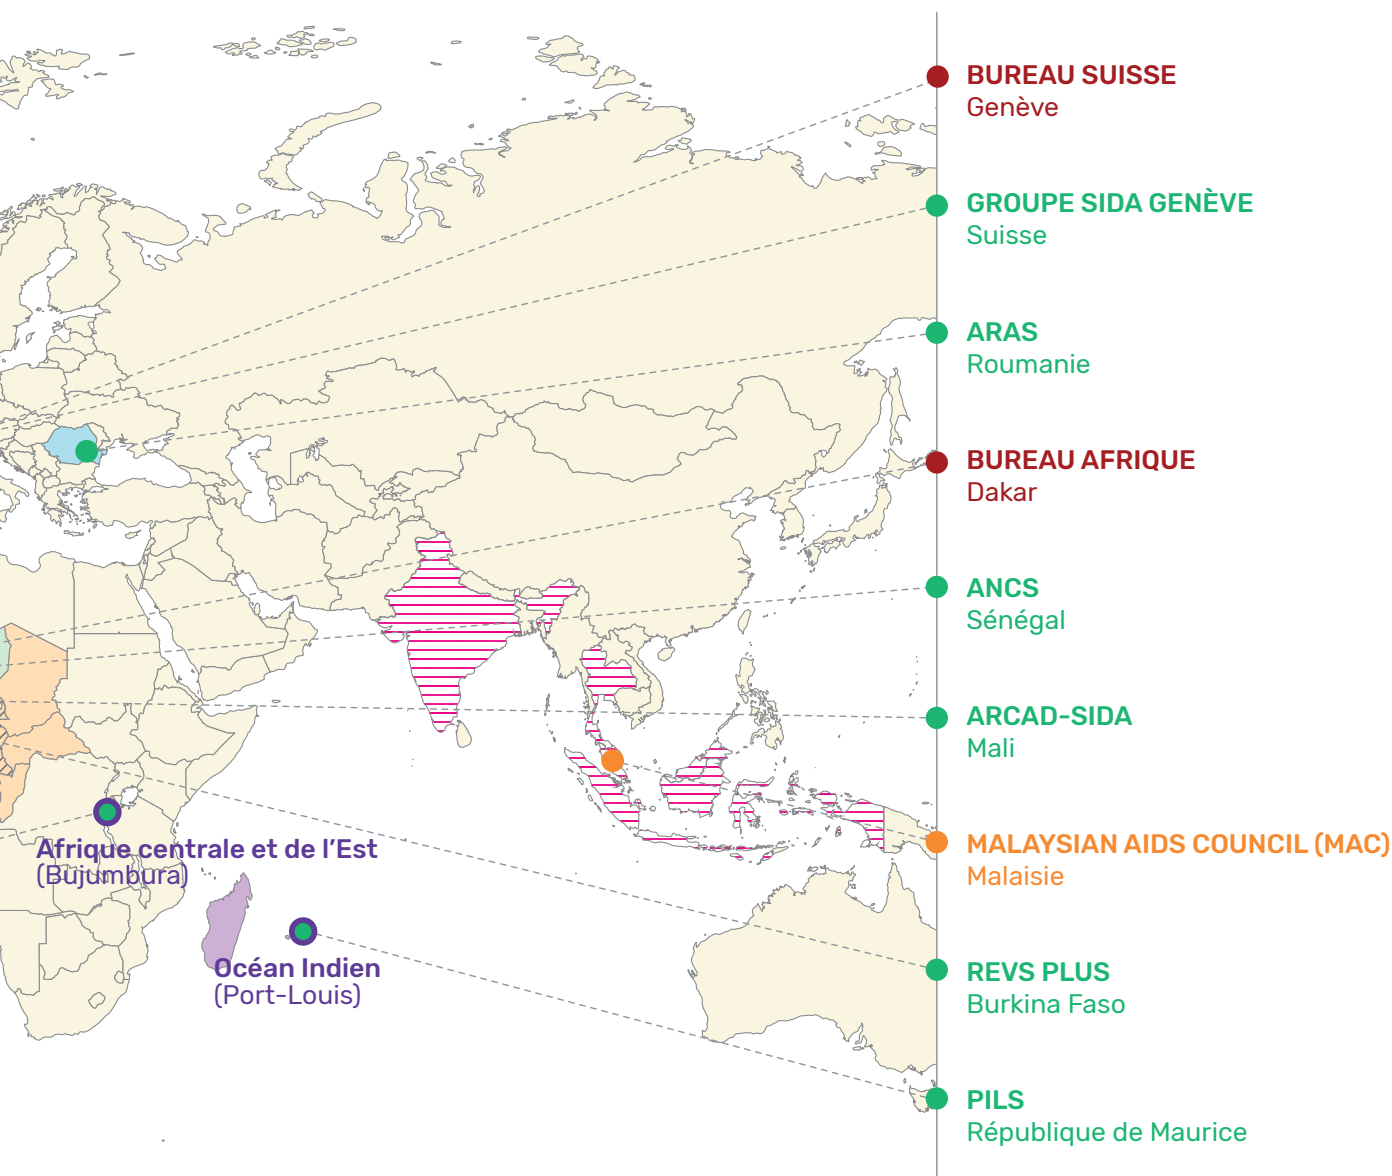 BUREAU SUISSE
Genève
GROUPE SIDA GENÈVE
Suisse
ARAS
Roumanie
BUREAU AFRIQUE
Dakar
ANCS
Sénégal
ARCAD-SIDA
Mali
MALAYSIAN AIDS COUNCIL (MAC)
Malaisie
REVS PLUS
Burkina Faso
PILS
République de Maurice
Afrique centrale et de l’Est
(Bujumbura)
Océan Indien
(Port-Louis)